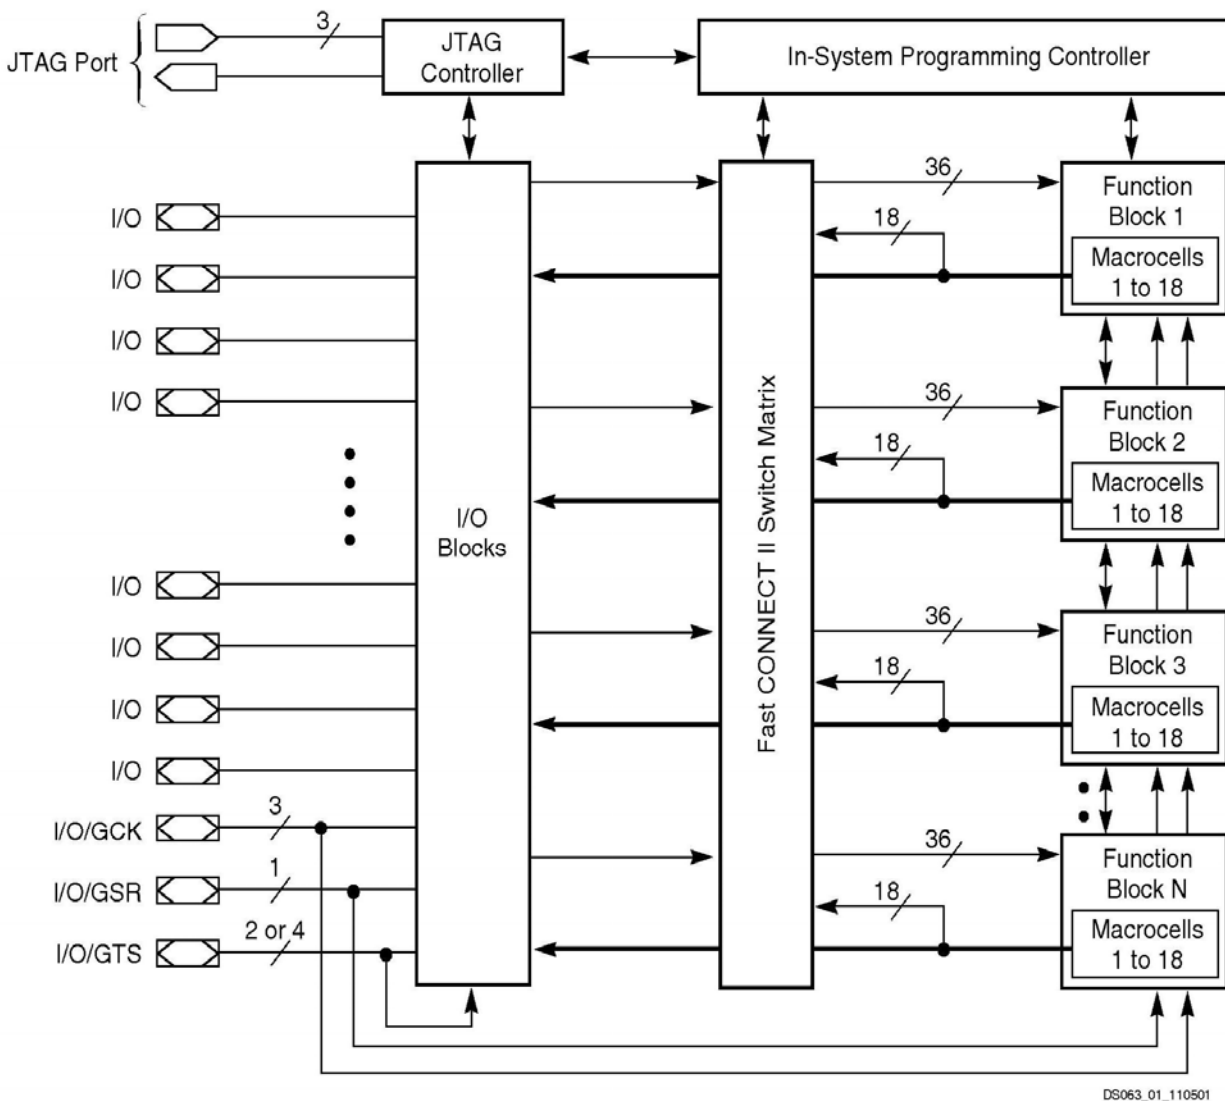 JTAG Port
3
JTAG
Controller
In-System Programming Controller
I/O
I/O
I/O
I/O
I/O
I/O
I/O
I/O
I/O/GCK
3
I/O/GSR
1
I/O/GTS
2 or 4
I/O
Blocks
Fast CONNECT II Switch Matrix
36
18
Function
Block 1
Macrocells
1 to 18
36
18
Function
Block 2
Macrocells
1 to 18
36
18
Function
Block 3
Macrocells
1 to 18
36
18
Function
Block N
Macrocells
1 to 18
DS063_01_110501